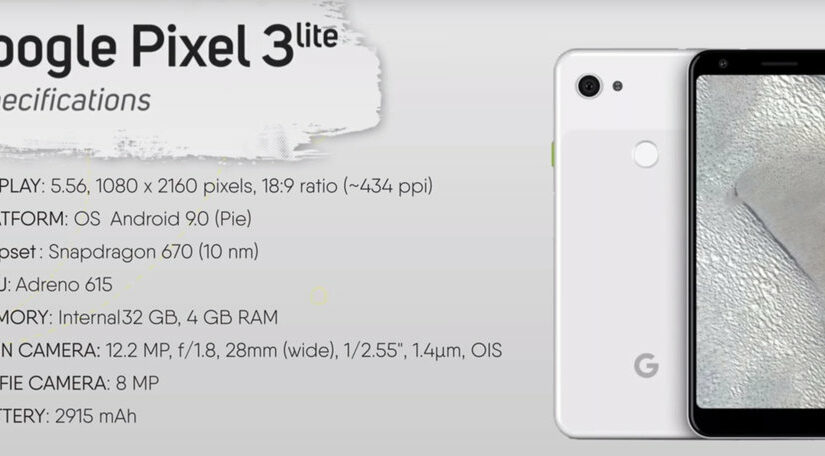 oogle Pixel 3lite
pecifications
PLAY: 5.56, 1080 x 2160 pixels, 18:9 ratio (~434 ppi)
ATFORM: OS Android 9.0 (Pie)
pset : Snapdragon 670 (10 nm)
U: Adreno 615
MORY: Internal32 GB, 4 GB RAM
N CAMERA: 12.2 MP, f/1.8, 28mm (wide), 1/2.55", 1.4µm, OIS
FIE CAMERA: 8 MP
TTERY: 2915 mAh
G